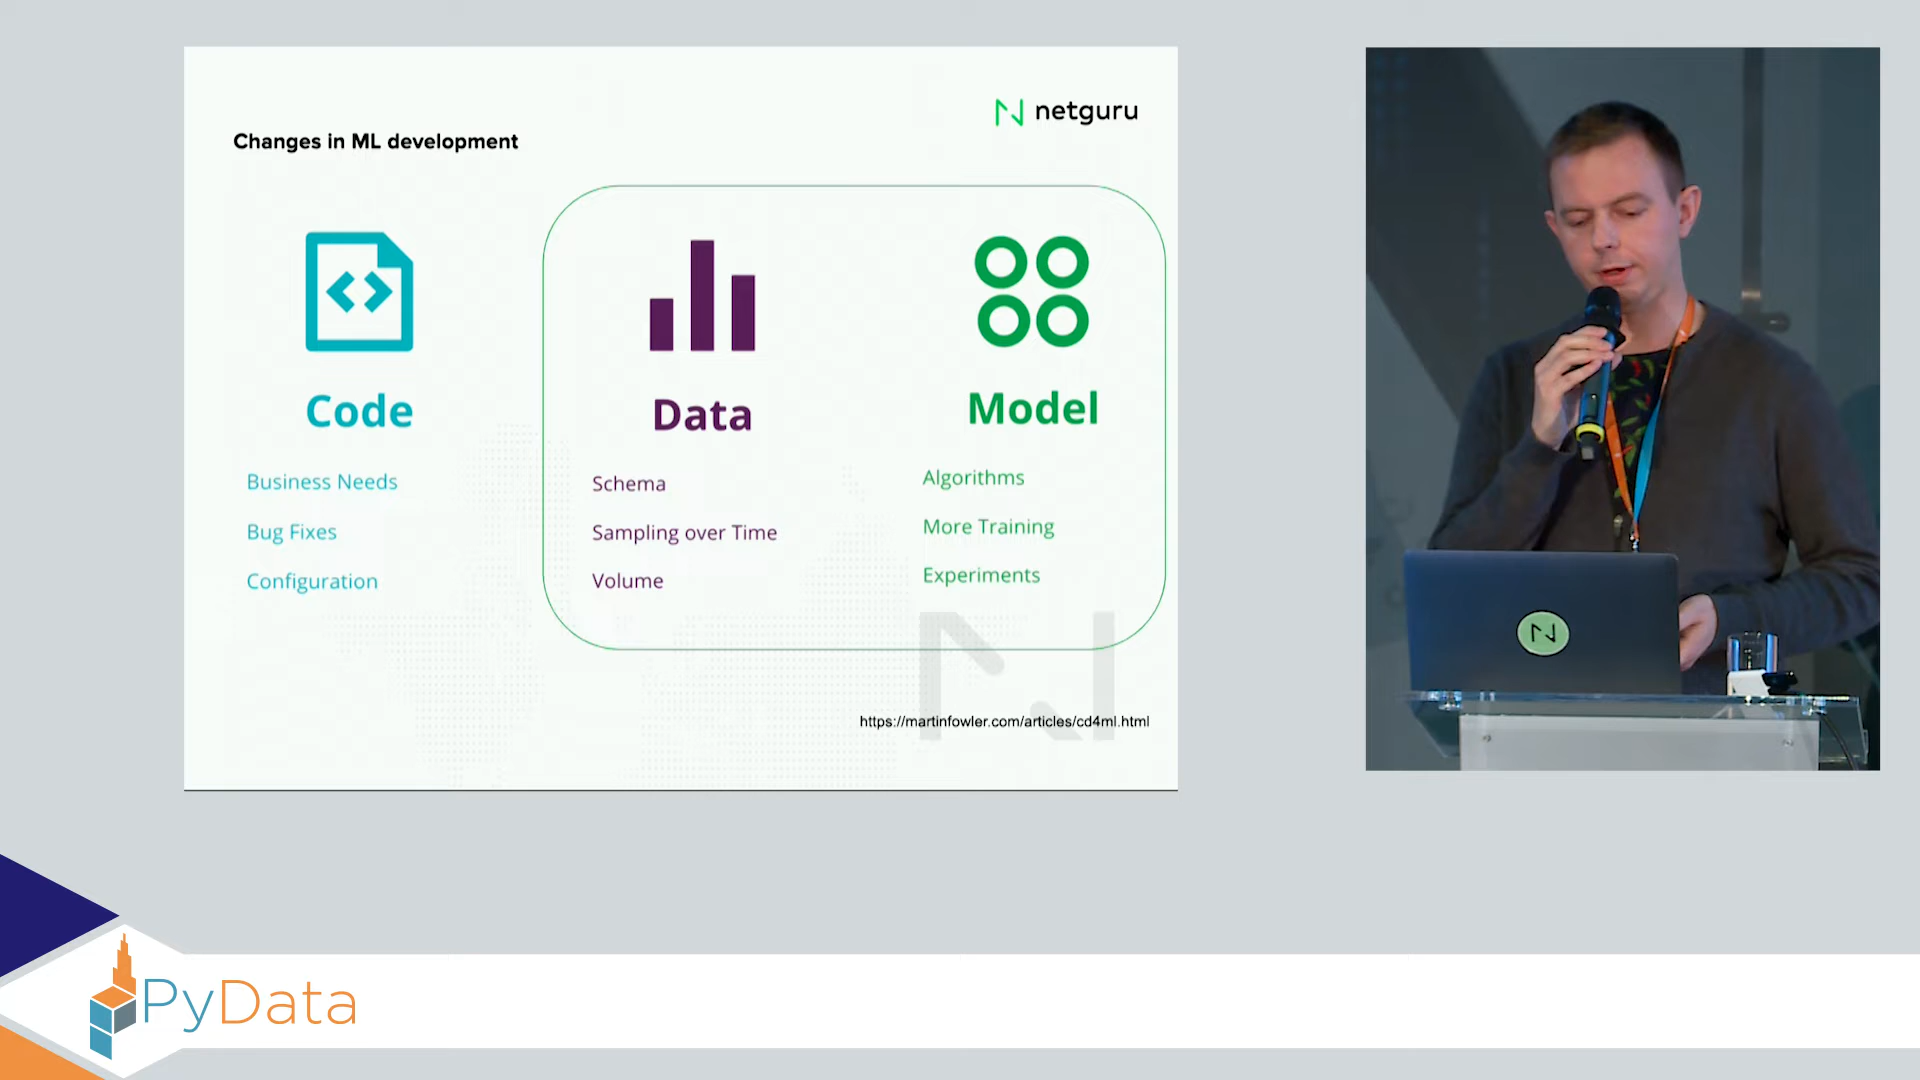 netguru
Changes in ML development
Code
Business Needs
Bug Fixes
Configuration
Data
Schema
Sampling over Time
Volume
Model
Algorithms
More Training
Experiments
https://martinfowler.com/articles/cd4ml.html
PyData